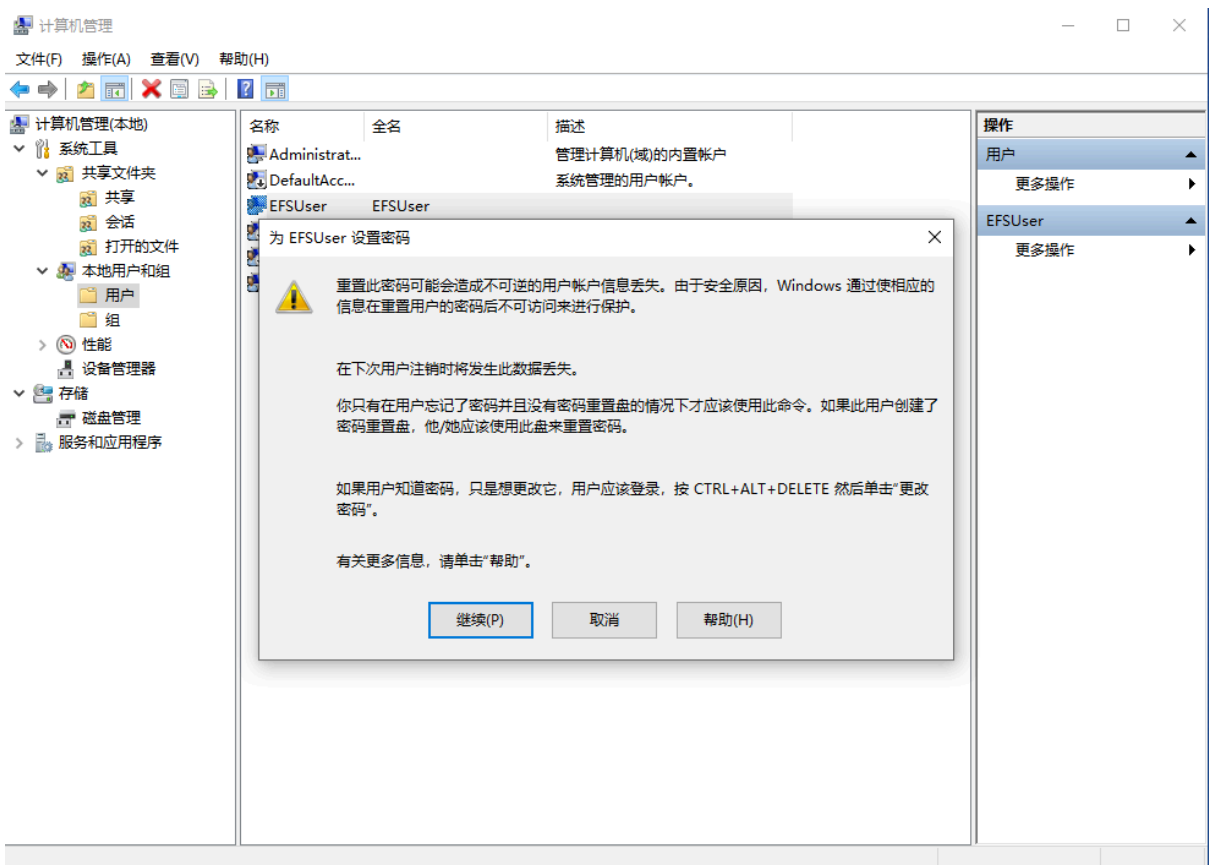 计算机管理
文件(F) 操作(A) 查看(V) 帮助(H)
计算机管理(本地)
系统工具
共享文件夹
共享
会话
打开的文件
本地用户和组
用户
组
性能
设备管理器
存储
磁盘管理
服务和应用程序
名称 全名 描述
Administrat... 管理计算机(域)的内置帐户
DefaultAcc... 系统管理的用户帐户。
EFSUser EFSUser
为 EFSUser 设置密码
重置此密码可能会造成不可逆的用户帐户信息丢失。由于安全原因，Windows 通过使相应的
信息在重置用户的密码后不可访问来进行保护。
在下次用户注销时将发生此数据丢失。
你只有在用户忘记了密码并且没有密码重置盘的情况下才应该使用此命令。如果此用户创建了
密码重置盘，他/她应该使用此盘来重置密码。
如果用户知道密码，只是想更改它，用户应该登录，按 CTRL+ALT+DELETE 然后单击“更改
密码”。
有关更多信息，请单击“帮助”。
继续(P) 取消 帮助(H)
操作
用户
更多操作
EFSUser
更多操作